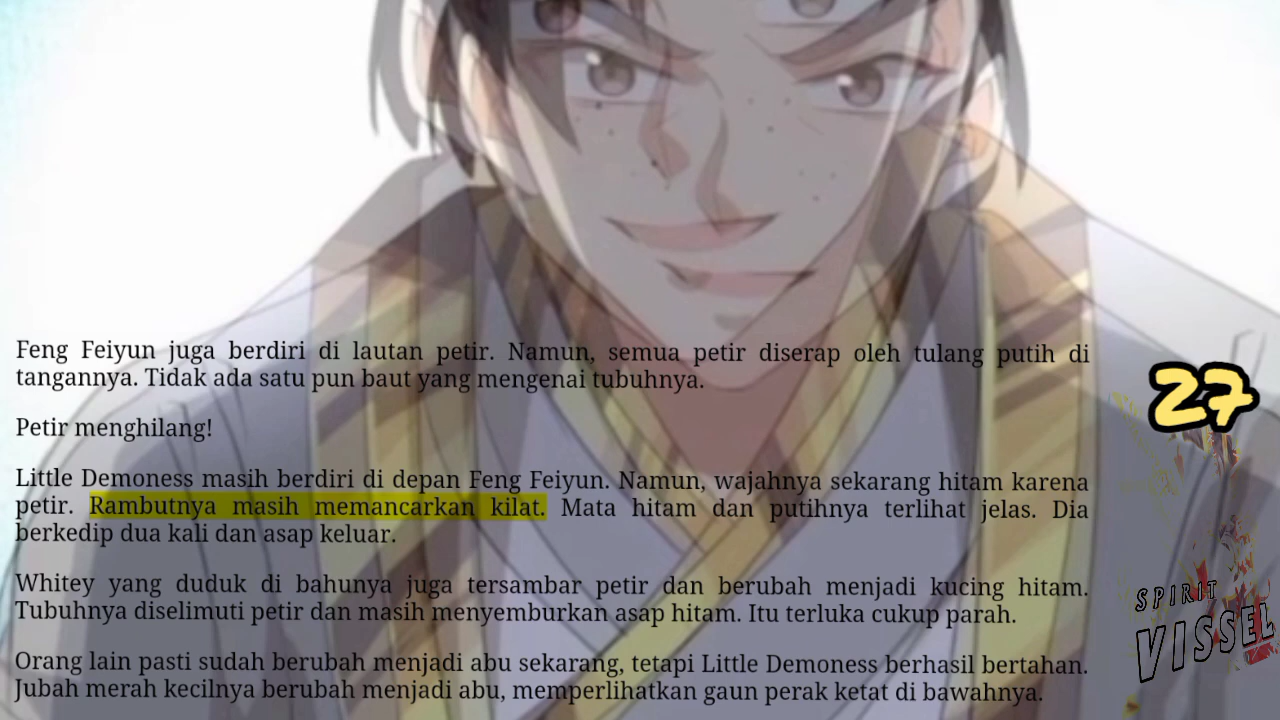 Feng Feiyun juga berdiri di lautan petir. Namun, semua petir diserap oleh tulang putih di
tangannya. Tidak ada satu pun baut yang mengenai tubuhnya.
Petir menghilang!
Little Demoness masih berdiri di depan Feng Feiyun. Namun, wajahnya sekarang hitam karena
petir. Rambutnya masih memancarkan kilat. Mata hitam dan putihnya terlihat jelas. Dia
berkedip dua kali dan asap keluar.
Whitey yang duduk di bahunya juga tersambar petir dan berubah menjadi kucing hitam.
Tubuhnya diselimuti petir dan masih menyemburkan asap hitam. Itu terluka cukup parah.
Orang lain pasti sudah berubah menjadi abu sekarang, tetapi Little Demoness berhasil bertahan.
Jubah merah kecilnya berubah menjadi abu, memperlihatkan gaun perak ketat di bawahnya.
27
SPIRIT
VISSEL